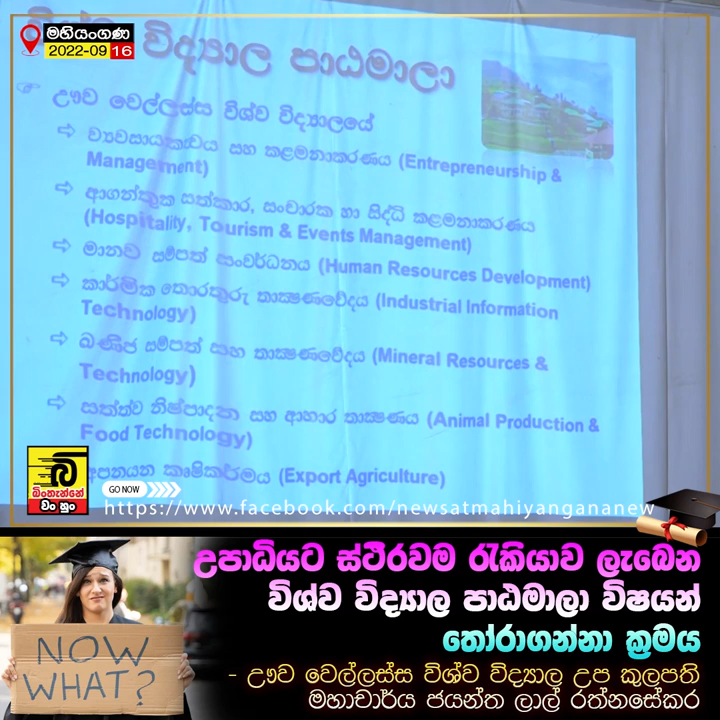 මහියංගණ
2022-09-16
විද්‍යාල පාඨමාලා
ඌව වෙල්ලස්ස විශ්ව විද්‍යාලයේ
ව්‍යවසායකත්වය සහ කළමනාකරණය (Entrepreneurship &
Management)
ආගන්තුක සත්කාර, සංචාරක හා සිද්ධි කළමනාකරණය
(Hospitality, Tourism & Events Management)
මානව සම්පත් සංවර්ධනය (Human Resources Development)
කාර්මික තොරතුරු තාක්‍ෂණවේදය (Industrial Information
Technology)
ඛණිජ සම්පත් සහ තාක්‍ෂණවේදය (Mineral Resources &
Technology)
සත්ත්ව නිෂ්පාදන සහ ආහාර තාක්‍ෂණය (Animal Production &
Food Technology)
අපනයන කෘෂිකර්මය (Export Agriculture)
බි
බිංතැන්නේ
වං හුං
GO NOW
https://www.facebook.com/newsatmahiyangananew
උපාධියට ස්ථිරවම රැකියාව ලැබෙන
විශ්ව විද්‍යාල පාඨමාලා විෂයන්
තෝරාගන්නා ක්‍රමය
- ඌව වෙල්ලස්ස විශ්ව විද්‍යාල උප කුලපති
මහාචාර්ය ජයන්ත ලාල් රත්නසේකර
NOW
WHAT?